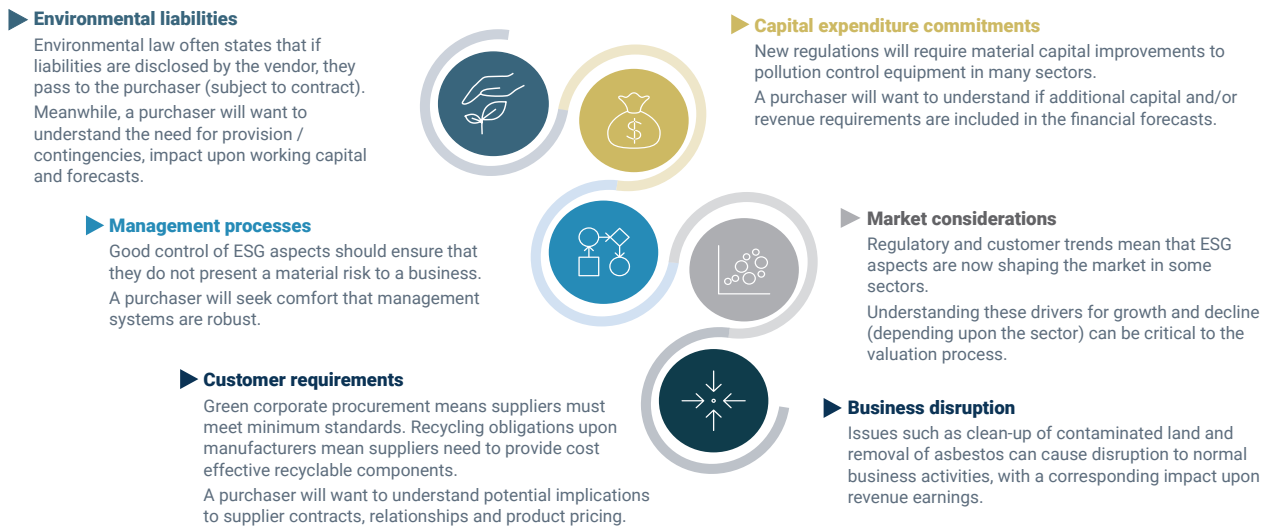 Environmental liabilities
Environmental law often states that if
liabilities are disclosed by the vendor, they
pass to the purchaser (subject to contract).
Meanwhile, a purchaser will want to
understand the need for provision /
contingencies, impact upon working capital
and forecasts.
Capital expenditure commitments
New regulations will require material capital improvements to
pollution control equipment in many sectors.
A purchaser will want to understand if additional capital and/or
revenue requirements are included in the financial forecasts.
$
Management processes
Good control of ESG aspects should ensure that
they do not present a material risk to a business.
A purchaser will seek comfort that management
systems are robust.
Market considerations
Regulatory and customer trends mean that ESG
aspects are now shaping the market in some
sectors.
Understanding these drivers for growth and decline
(depending upon the sector) can be critical to the
valuation process.
Customer requirements
Green corporate procurement means suppliers must
meet minimum standards. Recycling obligations upon
manufacturers mean suppliers need to provide cost
effective recyclable components.
A purchaser will want to understand potential implications
to supplier contracts, relationships and product pricing.
Business disruption
Issues such as clean-up of contaminated land and
removal of asbestos can cause disruption to normal
business activities, with a corresponding impact upon
revenue earnings.